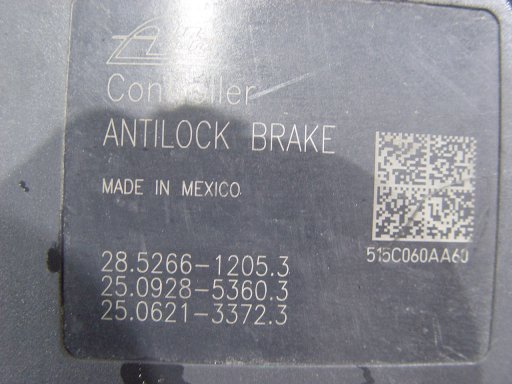 Controller
ANTILOCK BRAKE
MADE IN MEXICO
515C060AA60
28.5266-1205.3
25.0928-5360.3
25.0621-3372.3